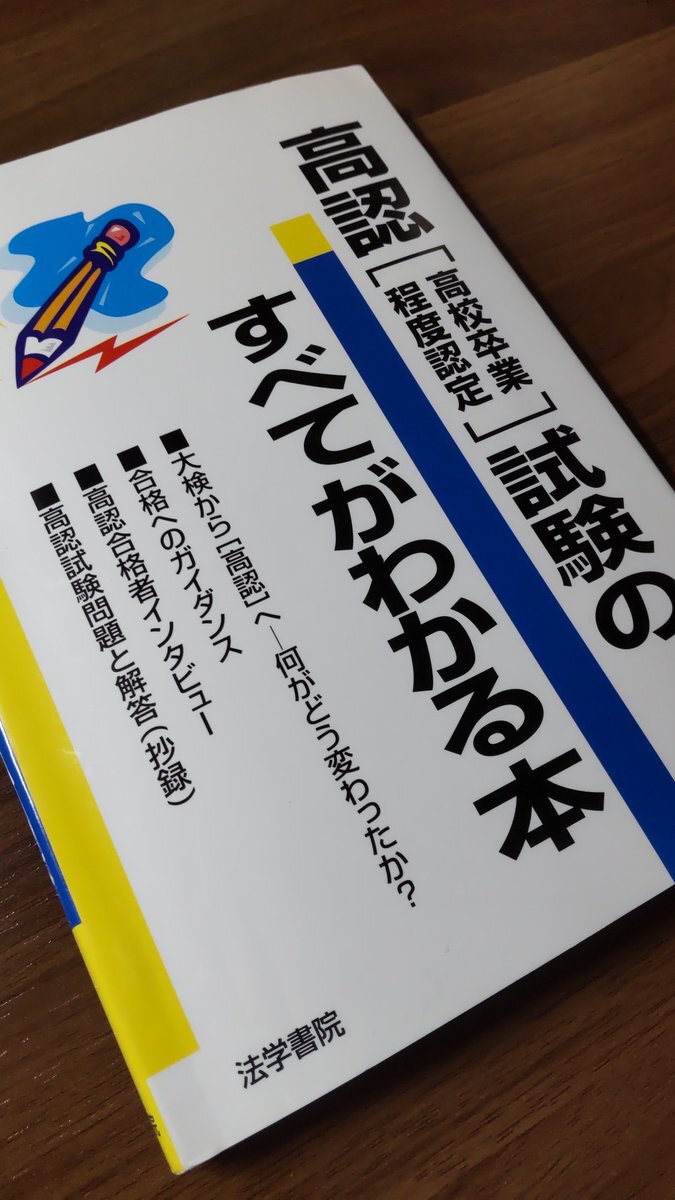 高認[高校卒業
程度認定]試験の
すべてがわかる本
■大検から[高認]へ―何がどう変わったか?
■合格へのガイダンス
■高認合格者インタビュー
■高認試験問題と解答(抄録)
法学書院